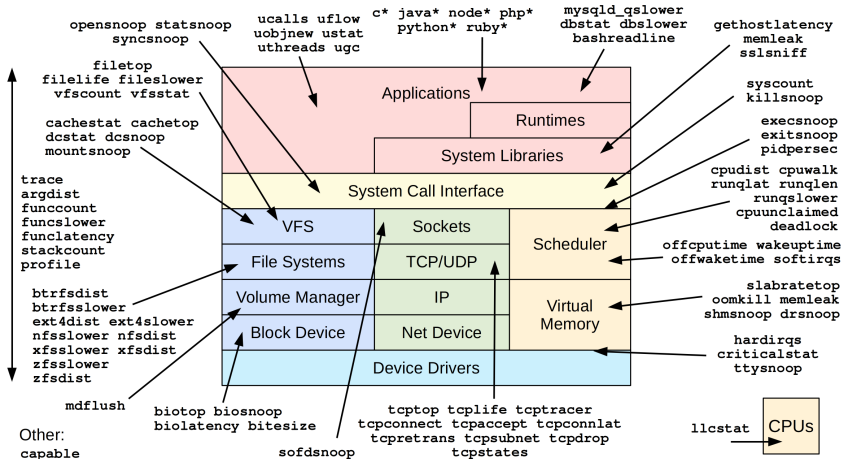 opensnoop statsnoop
syncsnoop
ucalls uflow
uobjnew ustat
uthreads ugc
c* java* node* php*
python* ruby*
mysqld_qslower
dbstat dbslower
bashreadline
gethostlatency
memleak
sslsniff
filetop
filelife fileslower
vfscount vfsstat
cachestat cachetop
dcstat dcsnoop
mountsnoop
trace
argdist
funccount
funcslower
funclatency
stackcount
profile
btrfsdist
btrfsslower
ext4dist ext4slower
nfsslower nfsdist
xfsslower xfsdist
zfsslower
zfsdist
mdflush
Other:
capable
Applications
Runtimes
System Libraries
System Call Interface
VFS
Sockets
Scheduler
File Systems
TCP/UDP
Volume Manager
IP
Virtual
Memory
Block Device
Net Device
Device Drivers
syscount
killsnoop
execsnoop
exitsnoop
pidpersec
cpudist cpuwalk
runqlat runqlen
runqslower
cpuunclaimed
deadlock
offcputime wakeuptime
offwaketime softirqs
slabratetop
oomkill memleak
shmsnoop drsnoop
hardirqs
criticalstat
ttysnoop
biotop biosnoop
biolatency bitesize
sofdsnoop
tcptop tcplife tcptracer
tcpconnect tcpaccept tcpconnlat
tcpretrans tcpsubnet tcpdrop
tcpstates
llcstat
CPUs